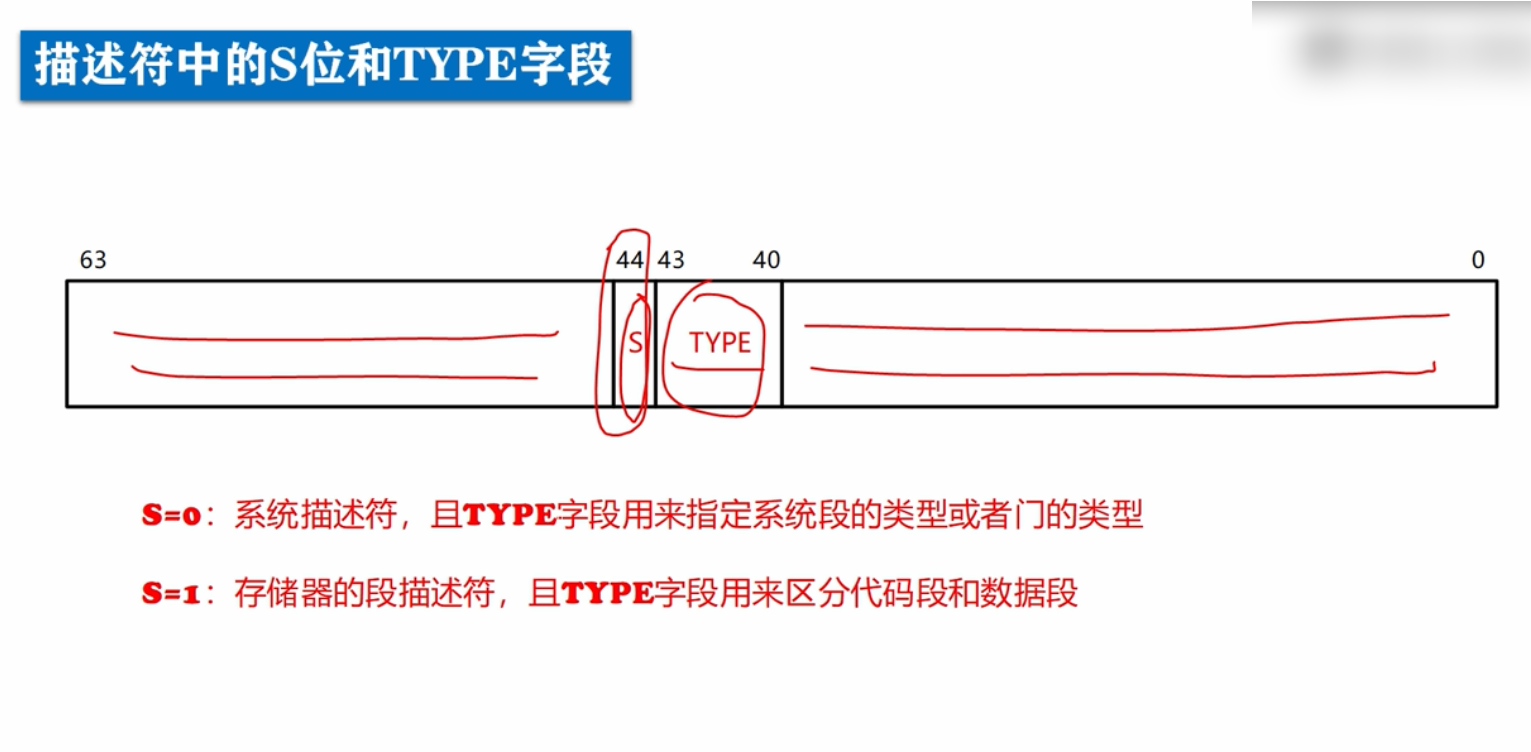 描述符中的S位和TYPE字段
63 44 43 40 0
S TYPE
S=0：系统描述符，且TYPE字段用来指定系统段的类型或者门的类型
S=1：存储器的段描述符，且TYPE字段用来区分代码段和数据段